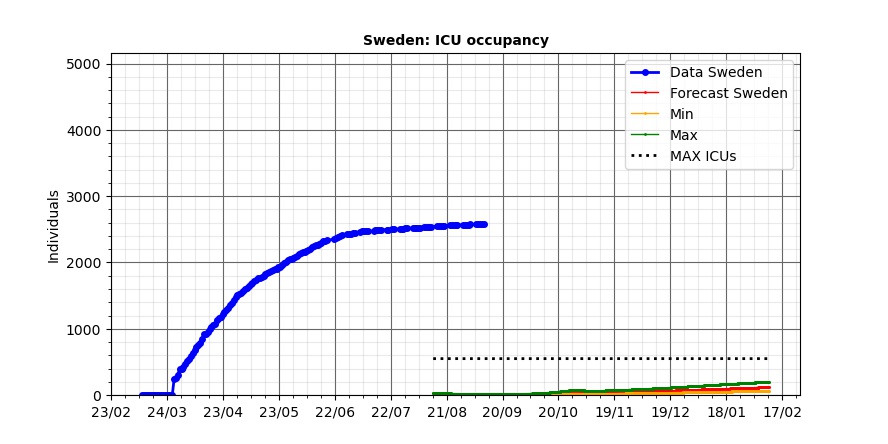 Sweden: ICU occupancy
Individuals
5000
4000
3000
2000
1000
0
Data Sweden
Forecast Sweden
Min
Max
MAX ICUs
23/02 24/03 23/04 23/05 22/06 22/07 21/08 20/09 20/10 19/11 19/12 18/01 17/02